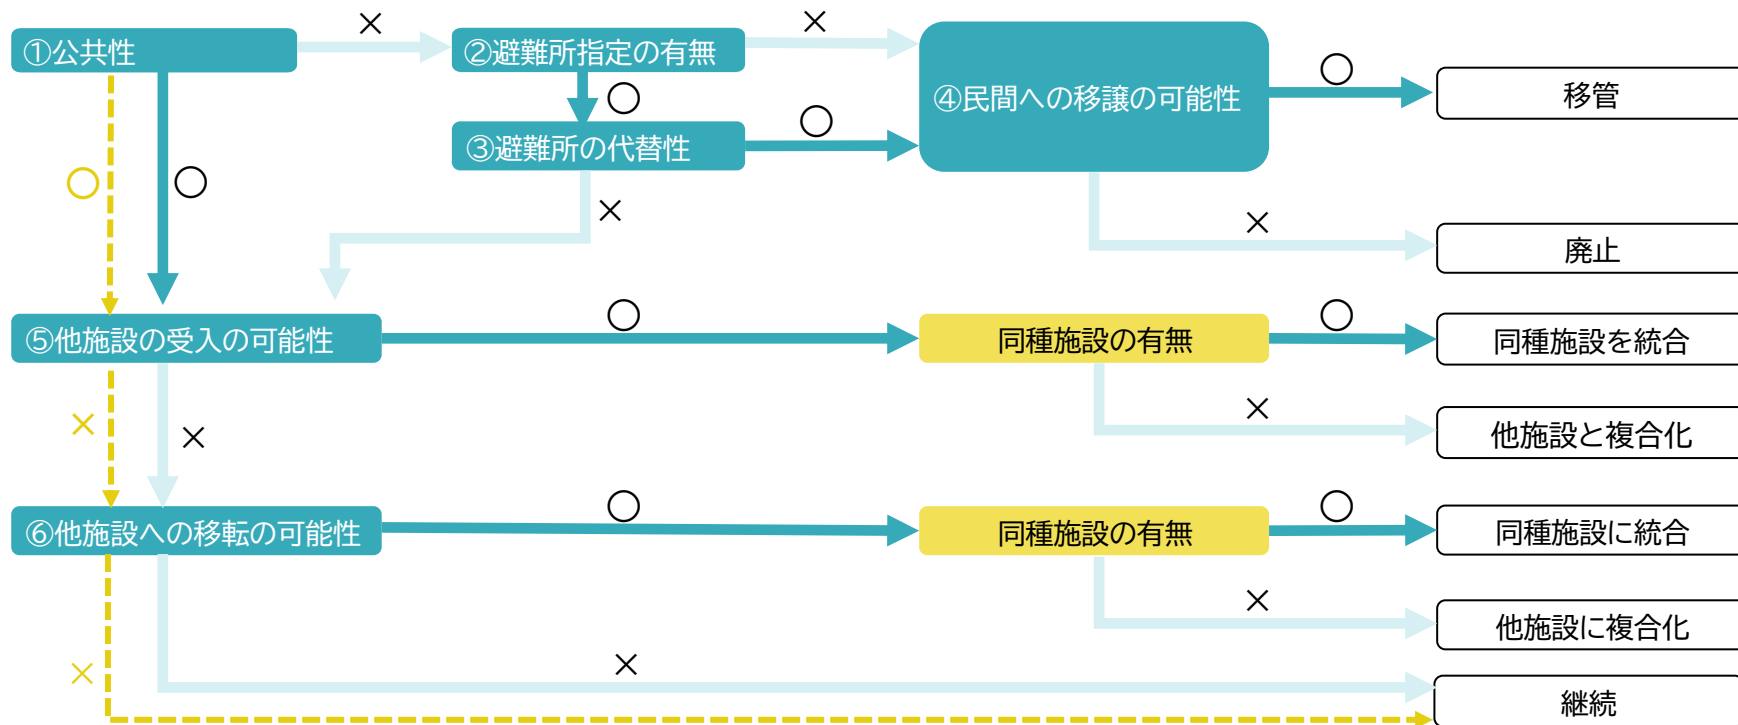 ①公共性
×
②避難所指定の有無
×
④民間への移譲の可能性
○
移管
○
③避難所の代替性
○
○
○
×
×
廃止
⑤他施設の受入の可能性
○
同種施設の有無
○
同種施設を統合
×
×
×
他施設と複合化
⑥他施設への移転の可能性
○
同種施設の有無
○
同種施設に統合
×
他施設に複合化
×
×
継続